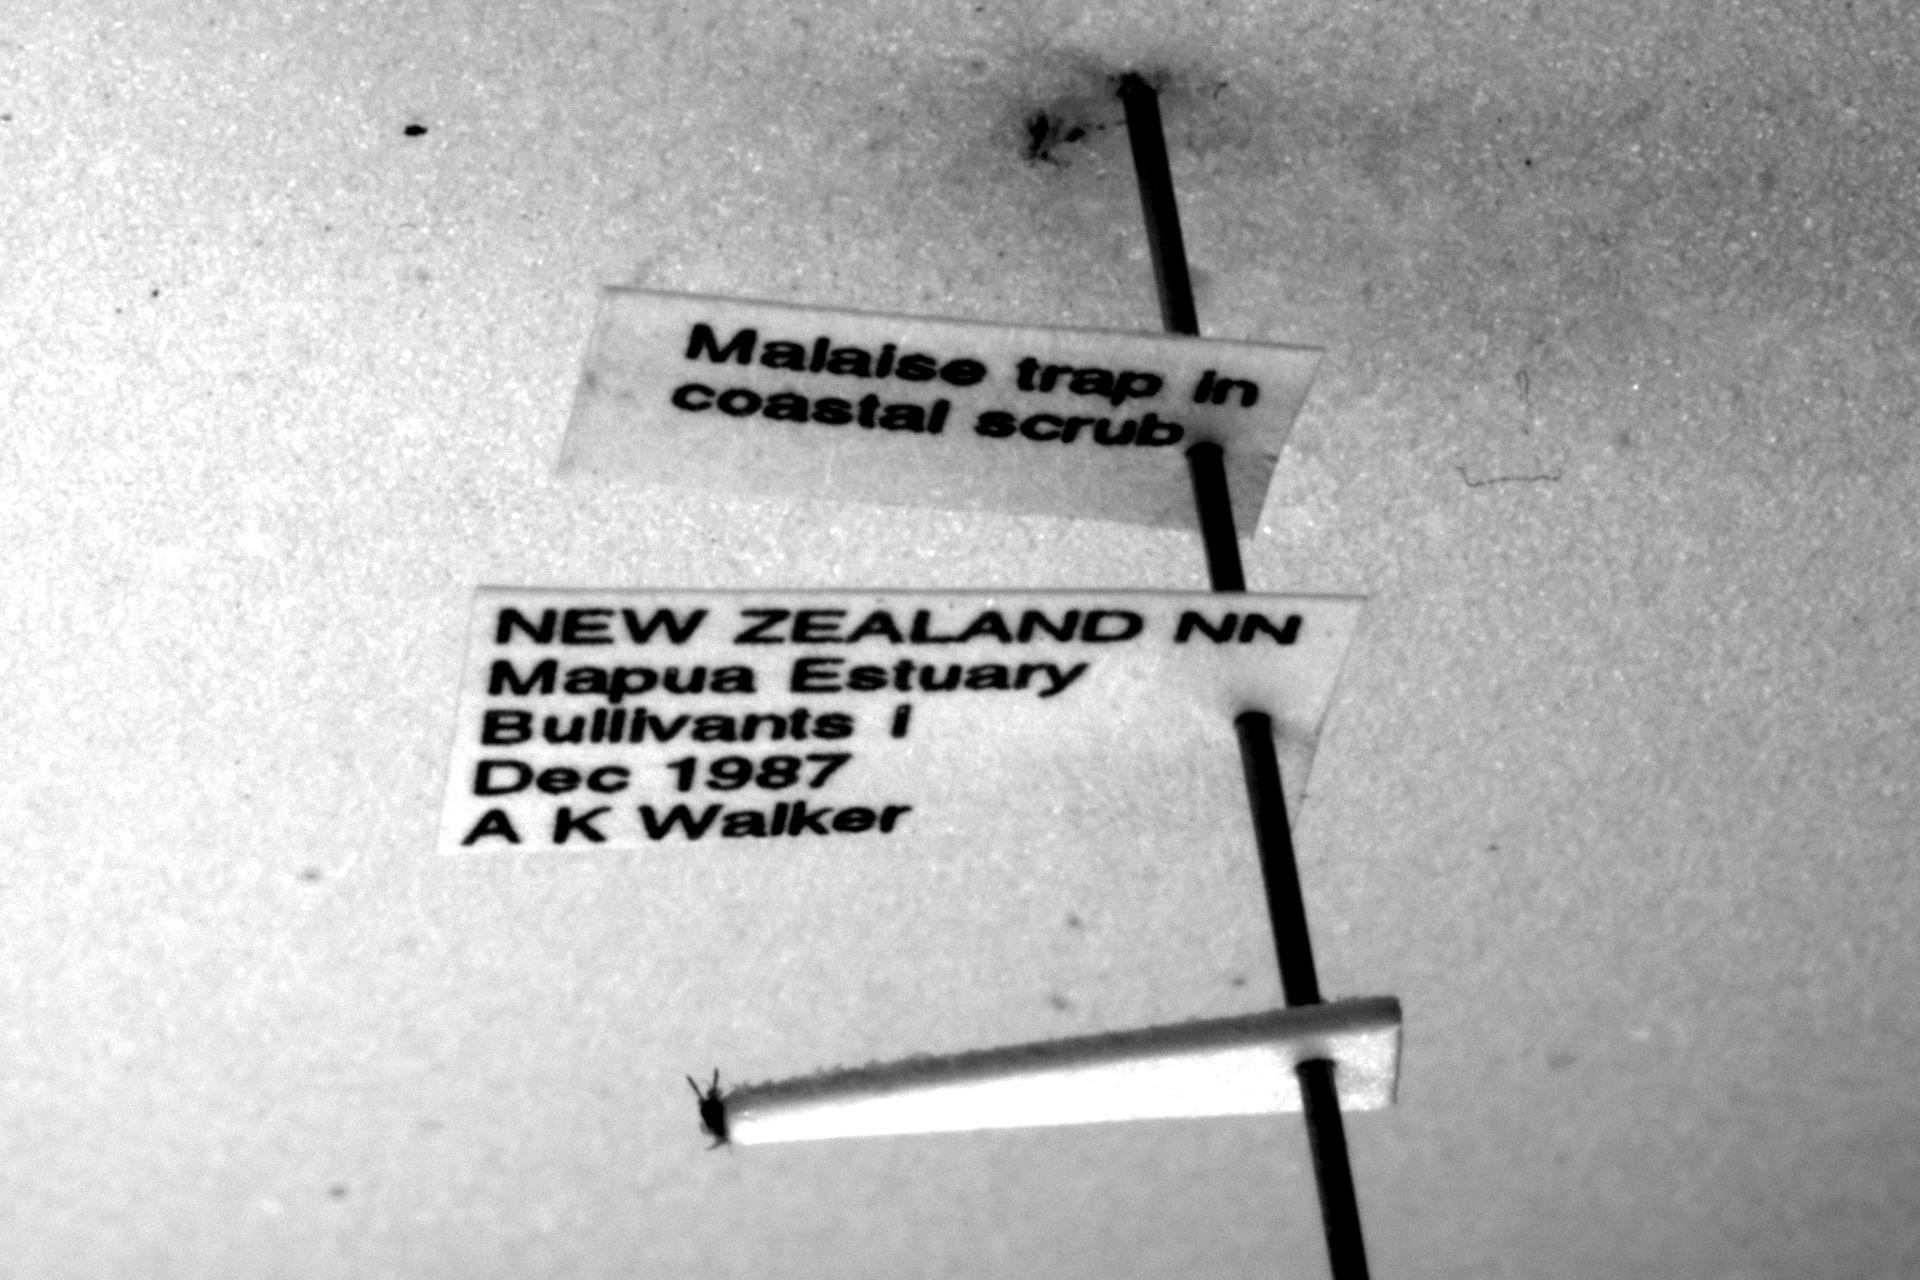 Malaise trap in
coastal scrub
NEW ZEALAND NN
Mapua Estuary
Bullivants i
Dec 1987
A K Walker